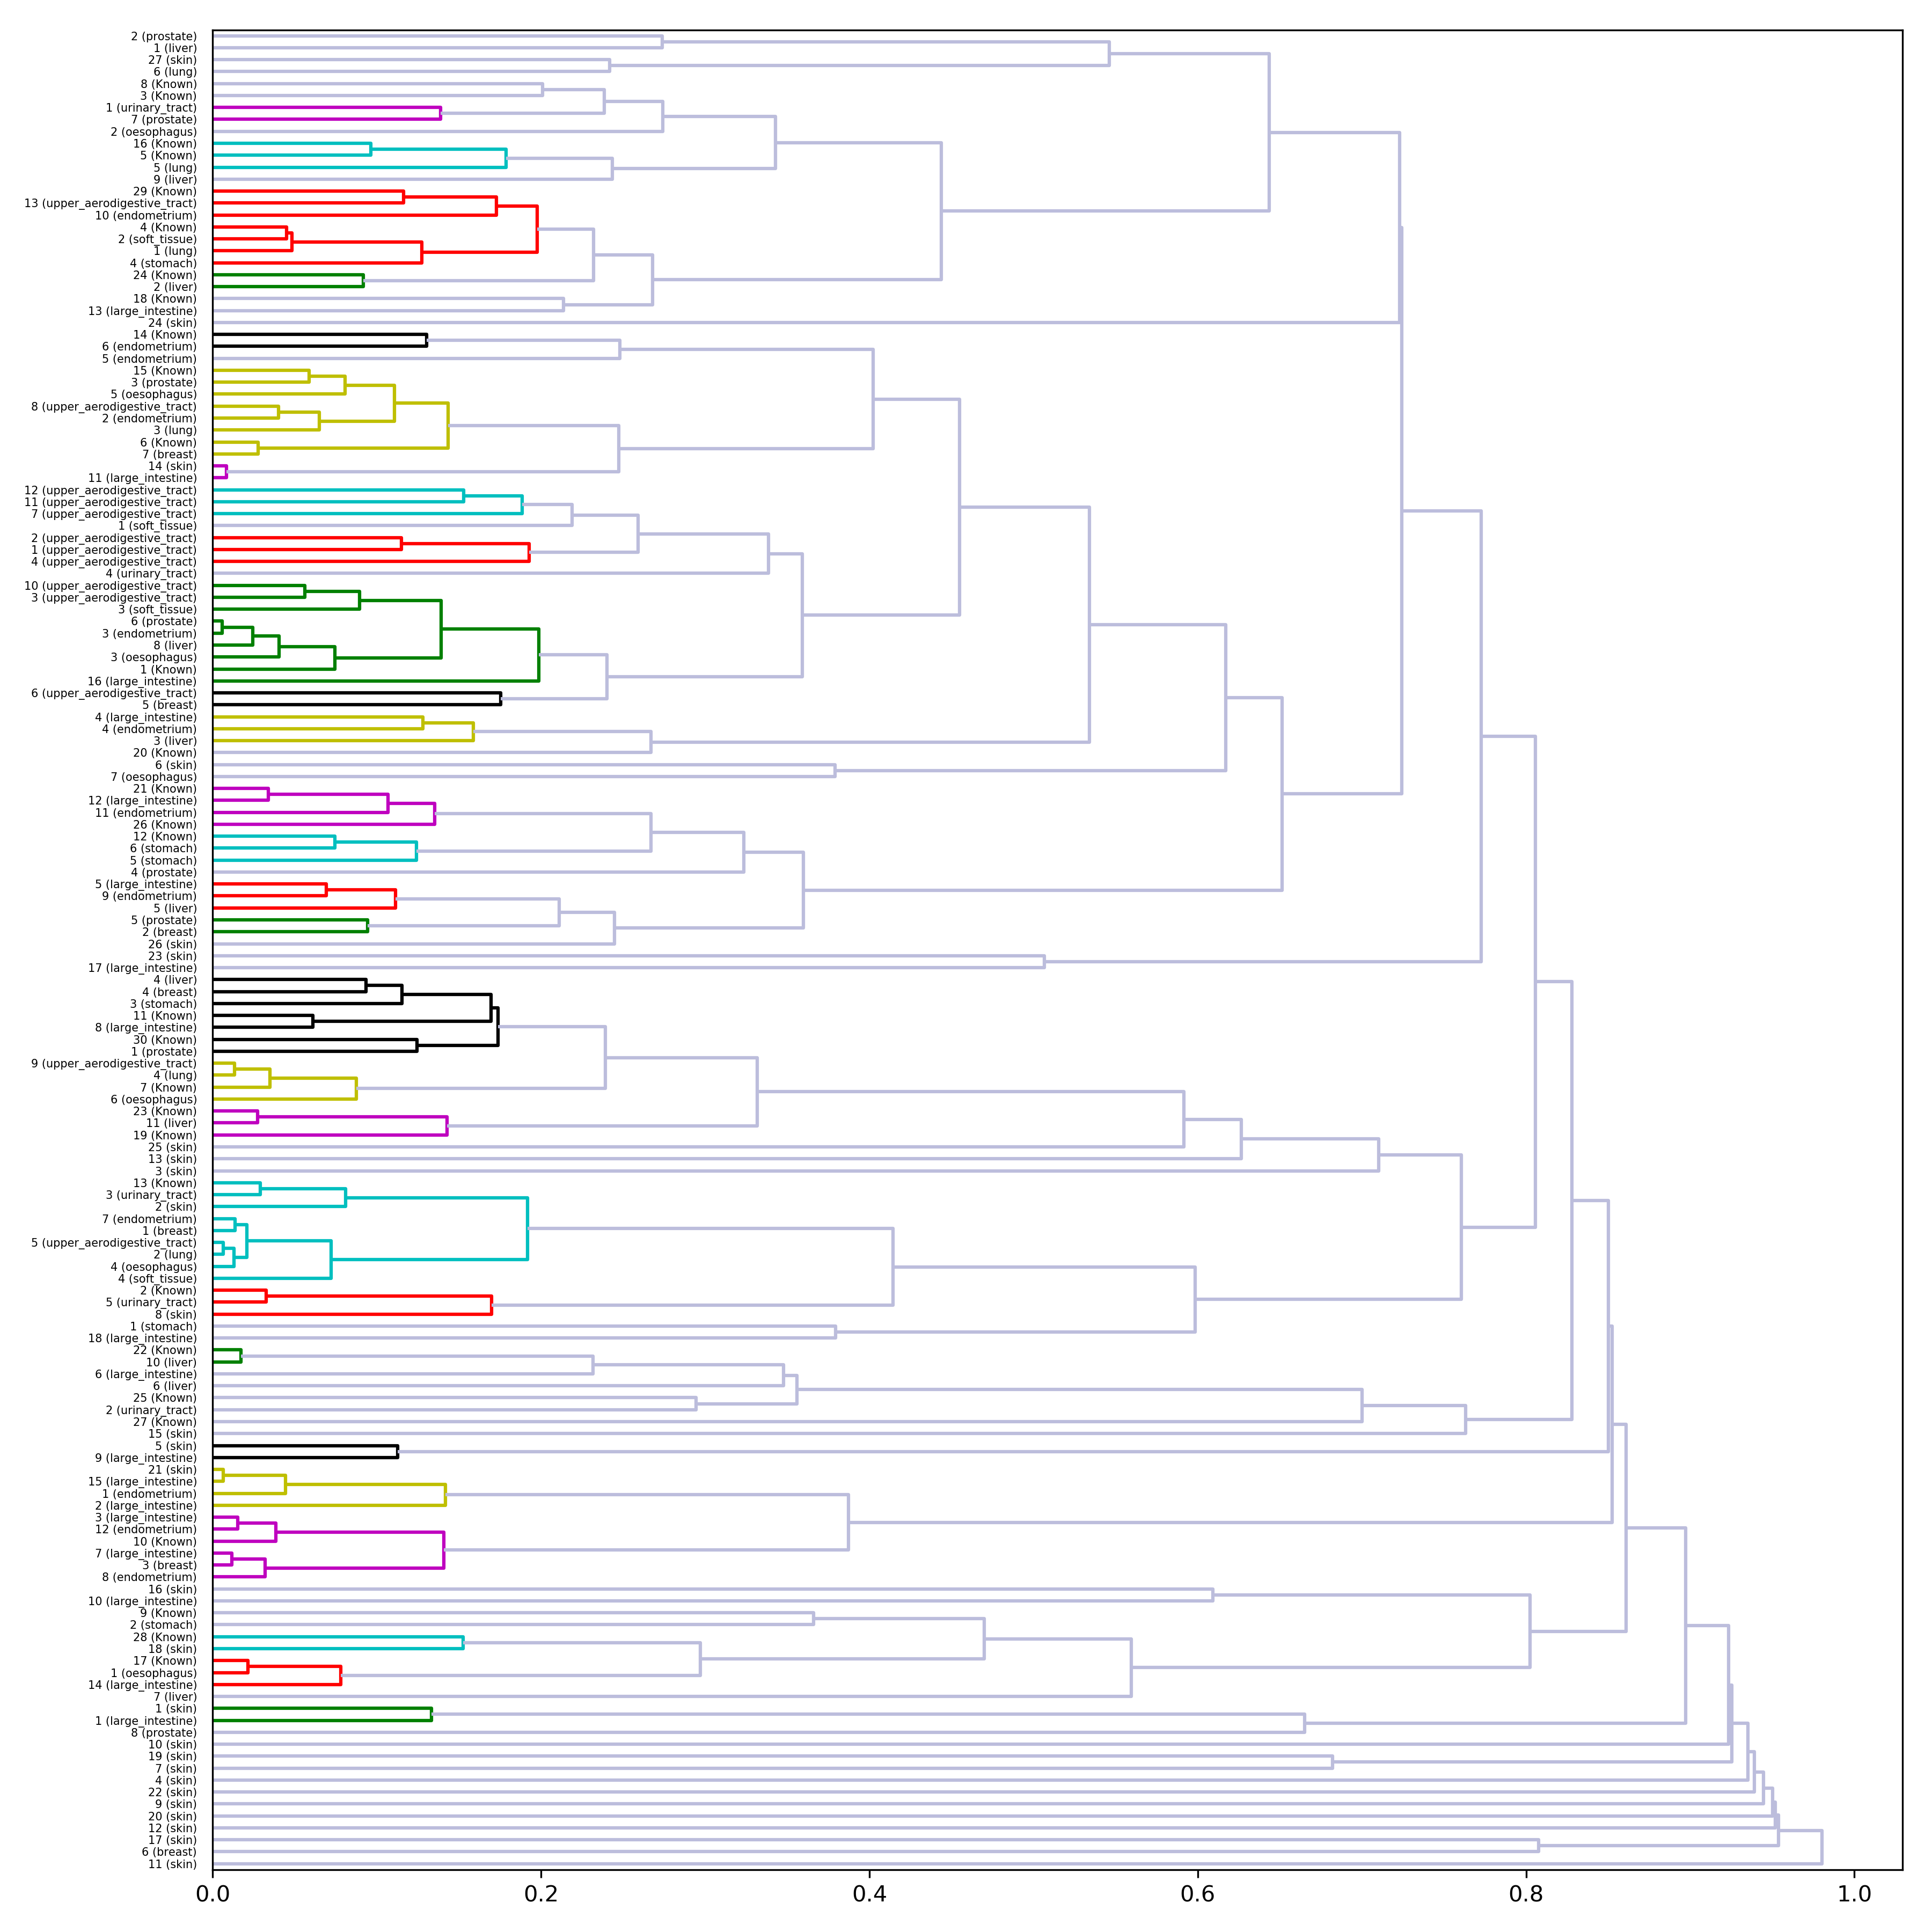 2 (prostate)
1 (liver)
27 (skin)
6 (lung)
8 (Known)
3 (Known)
1 (urinary_tract)
7 (prostate)
2 (oesophagus)
16 (Known)
5 (Known)
5 (lung)
9 (liver)
29 (Known)
13 (upper_aerodigestive_tract)
10 (endometrium)
4 (Known)
2 (soft_tissue)
1 (lung)
4 (stomach)
24 (Known)
2 (liver)
18 (Known)
13 (large_intestine)
24 (skin)
14 (Known)
6 (endometrium)
5 (endometrium)
15 (Known)
3 (prostate)
5 (oesophagus)
8 (upper_aerodigestive_tract)
2 (endometrium)
3 (lung)
6 (Known)
7 (breast)
14 (skin)
11 (large_intestine)
12 (upper_aerodigestive_tract)
11 (upper_aerodigestive_tract)
7 (upper_aerodigestive_tract)
1 (soft_tissue)
2 (upper_aerodigestive_tract)
1 (upper_aerodigestive_tract)
4 (upper_aerodigestive_tract)
4 (urinary_tract)
10 (upper_aerodigestive_tract)
3 (upper_aerodigestive_tract)
3 (soft_tissue)
6 (prostate)
3 (endometrium)
8 (liver)
3 (oesophagus)
1 (Known)
16 (large_intestine)
6 (upper_aerodigestive_tract)
5 (breast)
4 (large_intestine)
4 (endometrium)
3 (liver)
20 (Known)
6 (skin)
7 (oesophagus)
21 (Known)
12 (large_intestine)
11 (endometrium)
26 (Known)
12 (Known)
6 (stomach)
5 (stomach)
4 (prostate)
5 (large_intestine)
9 (endometrium)
5 (liver)
5 (prostate)
2 (breast)
26 (skin)
23 (skin)
17 (large_intestine)
4 (liver)
4 (breast)
3 (stomach)
11 (Known)
8 (large_intestine)
30 (Known)
1 (prostate)
9 (upper_aerodigestive_tract)
4 (lung)
7 (Known)
6 (oesophagus)
23 (Known)
11 (liver)
19 (Known)
25 (skin)
13 (skin)
3 (skin)
13 (Known)
3 (urinary_tract)
2 (skin)
7 (endometrium)
1 (breast)
5 (upper_aerodigestive_tract)
2 (lung)
4 (oesophagus)
4 (soft_tissue)
2 (Known)
5 (urinary_tract)
8 (skin)
1 (stomach)
18 (large_intestine)
22 (Known)
10 (liver)
6 (large_intestine)
6 (liver)
25 (Known)
2 (urinary_tract)
27 (Known)
15 (skin)
5 (skin)
9 (large_intestine)
21 (skin)
15 (large_intestine)
1 (endometrium)
2 (large_intestine)
3 (large_intestine)
12 (endometrium)
10 (Known)
7 (large_intestine)
3 (breast)
8 (endometrium)
16 (skin)
10 (large_intestine)
9 (Known)
2 (stomach)
28 (Known)
18 (skin)
17 (Known)
1 (oesophagus)
14 (large_intestine)
7 (liver)
1 (skin)
1 (large_intestine)
8 (prostate)
10 (skin)
19 (skin)
7 (skin)
4 (skin)
22 (skin)
9 (skin)
20 (skin)
12 (skin)
17 (skin)
6 (breast)
11 (skin)
0.0 0.2 0.4 0.6 0.8 1.0